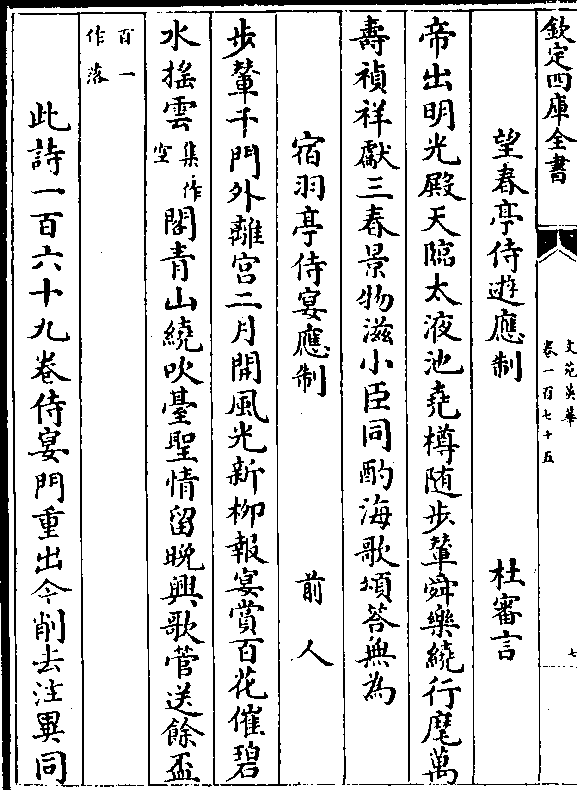 欽定四庫全書
文苑英華
卷一百七十五
七
望春亭侍遊應制 杜審言
帝出明光殿天臨太液池堯樽隨步輦舜樂繞行麾萬
壽禎祥獻三春景物滋小臣同酌海歌頌答無為
宿羽亭侍宴應制 前人
步輦千門外離宮二月開風光新柳報宴賞百花催碧
水搖雲集作空閣青山繞吹臺聖情留晚興歌管送餘盃
百一
作落
此詩一百六十九卷侍宴門重出今削去注異同